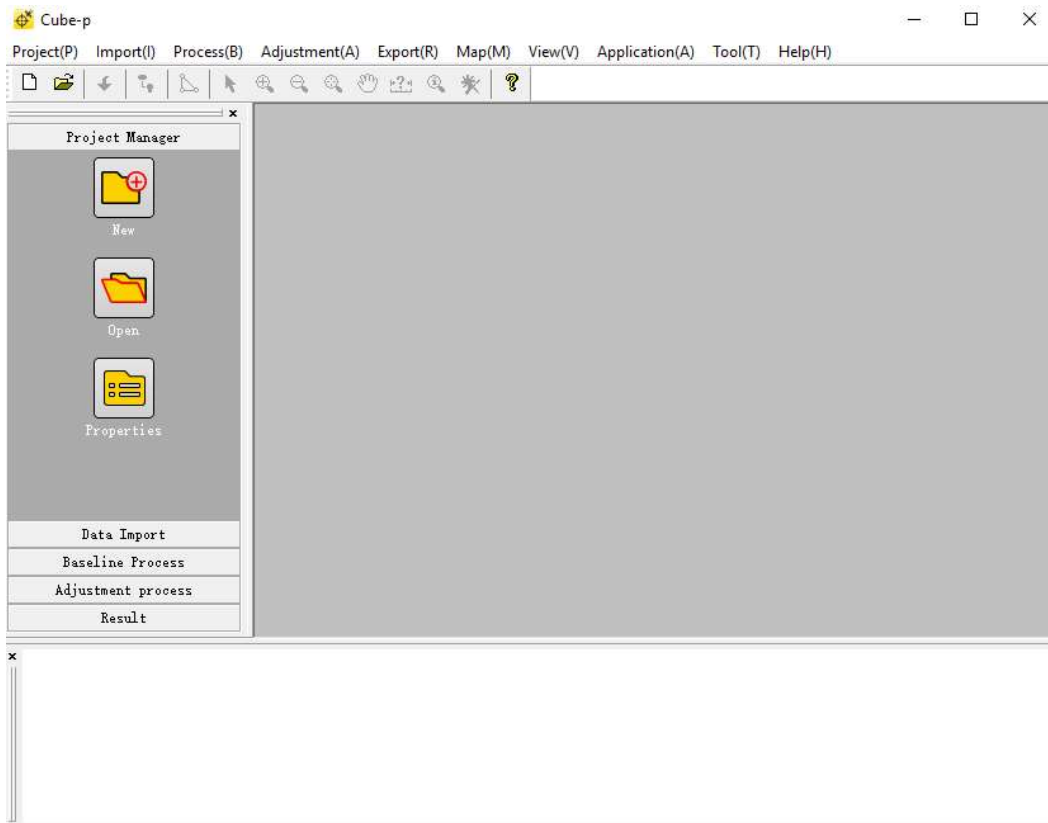 Cube-p
Project(P) Import(I) Process(B) Adjustment(A) Export(R) Map(M) View(V) Application(A) Tool(T) Help(H)
Project Manager
New
Open
Properties
Data Import
Baseline Process
Adjustment process
Result